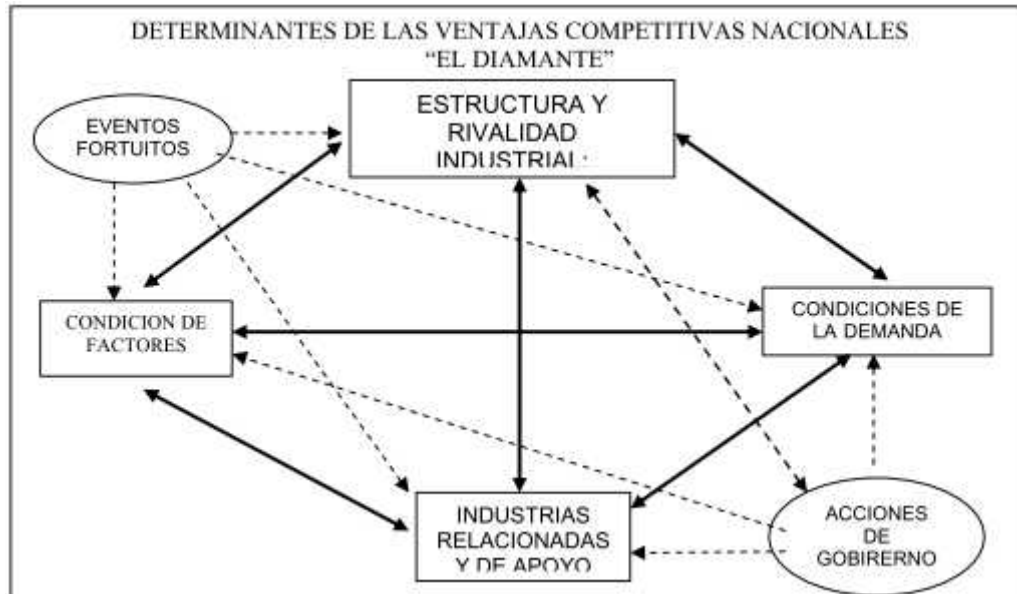 DETERMINANTES DE LAS VENTAJAS COMPETITIVAS NACIONALES
“EL DIAMANTE”
ESTRUCTURA Y
RIVALIDAD
INDUSTRIAL
EVENTOS
FORTUITOS
CONDICION DE
FACTORES
CONDICIONES DE
LA DEMANDA
INDUSTRIAS
RELACIONADAS
Y DE APOYO
ACCIONES
DE
GOBIRERNO